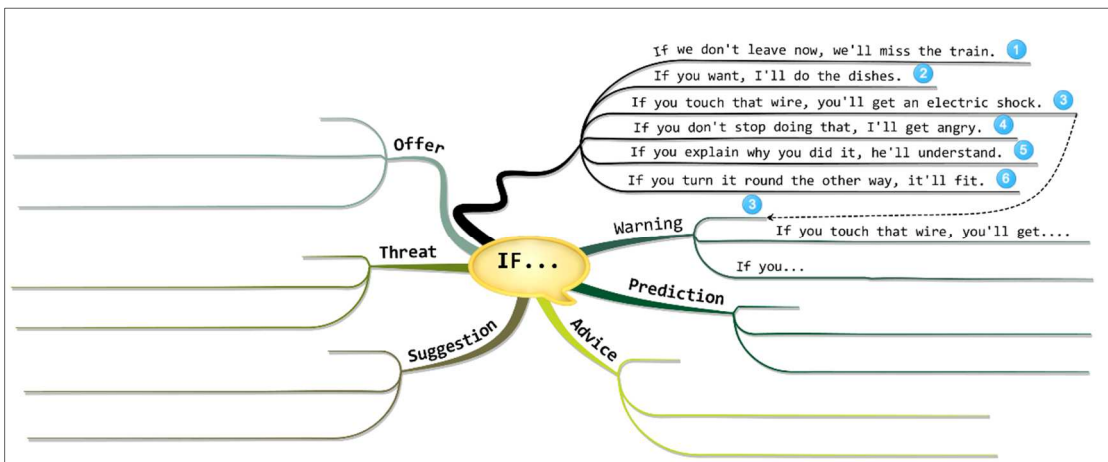 If we don't leave now, we'll miss the train. 1
If you want, I'll do the dishes. 2
If you touch that wire, you'll get an electric shock. 3
If you don't stop doing that, I'll get angry. 4
If you explain why you did it, he'll understand. 5
If you turn it round the other way, it'll fit. 6
Offer
3
Warning
If you touch that wire, you'll get....
If you...
Threat
IF...
Prediction
Suggestion
Advice